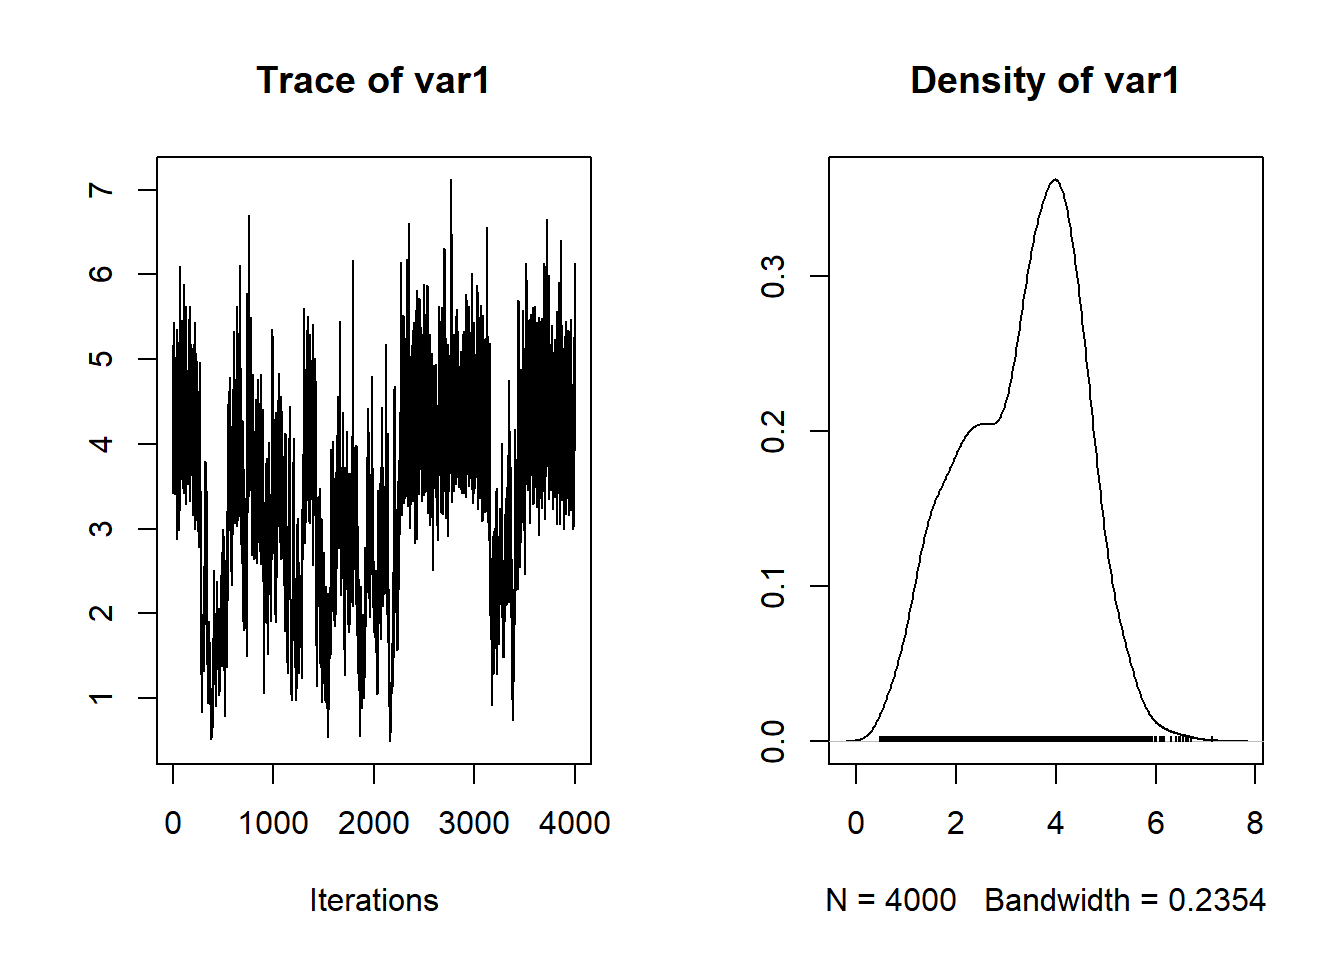 Trace of var1
7
6
5
4
3
2
1
0 1000 2000 3000 4000
Iterations
Density of var1
0.3
0.2
0.1
0.0
0 2 4 6 8
N = 4000 Bandwidth = 0.2354